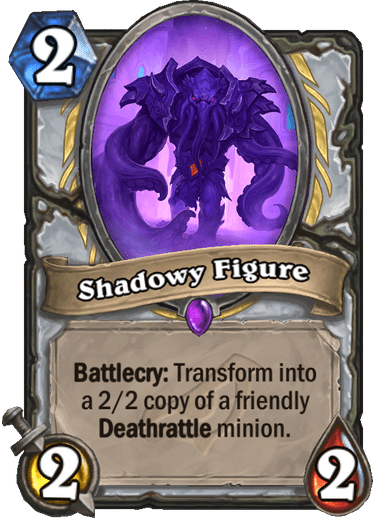 2
Shadowy Figure
Battlecry: Transform into
a 2/2 copy of a friendly
Deathrattle minion.
2
2